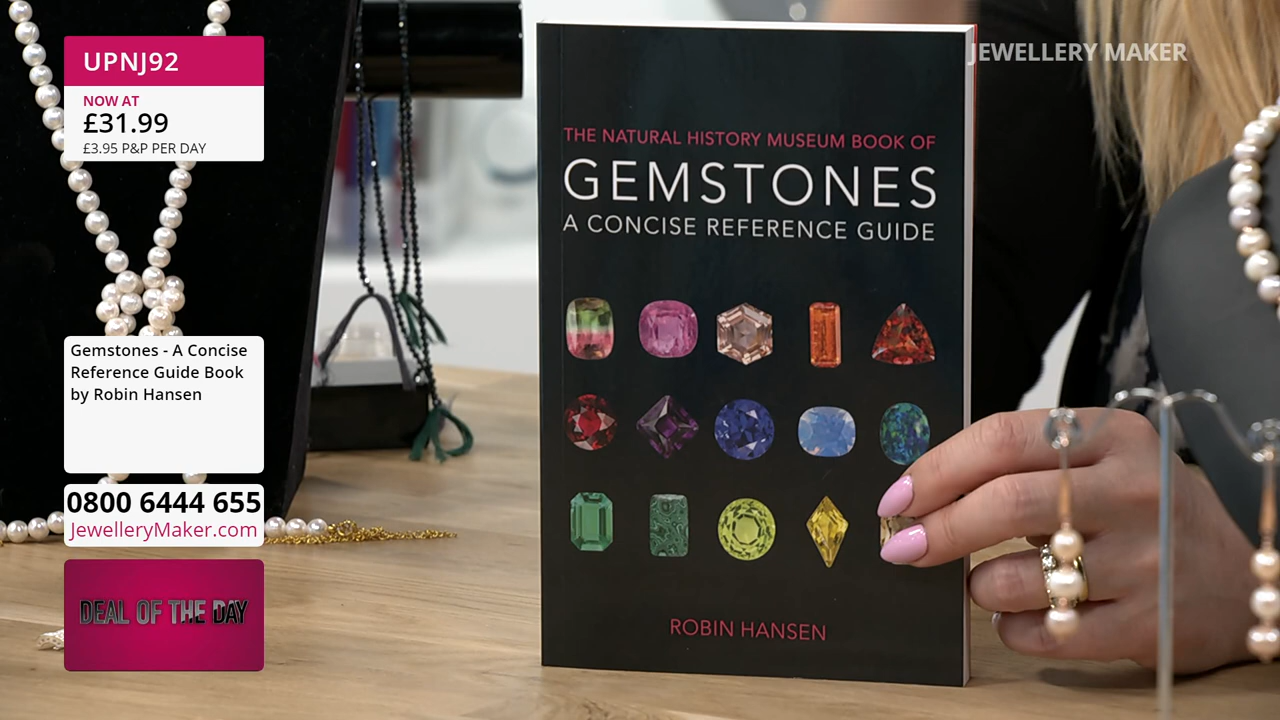 UPNJ92
NOW AT
£31.99
£3.95 P&P PER DAY
Gemstones - A Concise
Reference Guide Book
by Robin Hansen
0800 6444 655
JewelleryMaker.com
DEAL OF THE DAY
JEWELLERY MAKER
THE NATURAL HISTORY MUSEUM BOOK OF
GEMSTONES
A CONCISE REFERENCE GUIDE
ROBIN HANSEN